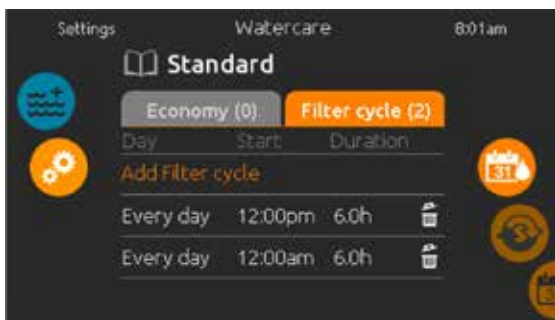 Settings Watercare 8:01am
Standard
Economy (0) Filter cycle (2)
Day Start Duration
Add Filter cycle
Every day 12:00pm 6.0h
Every day 12:00am 6.0h
31